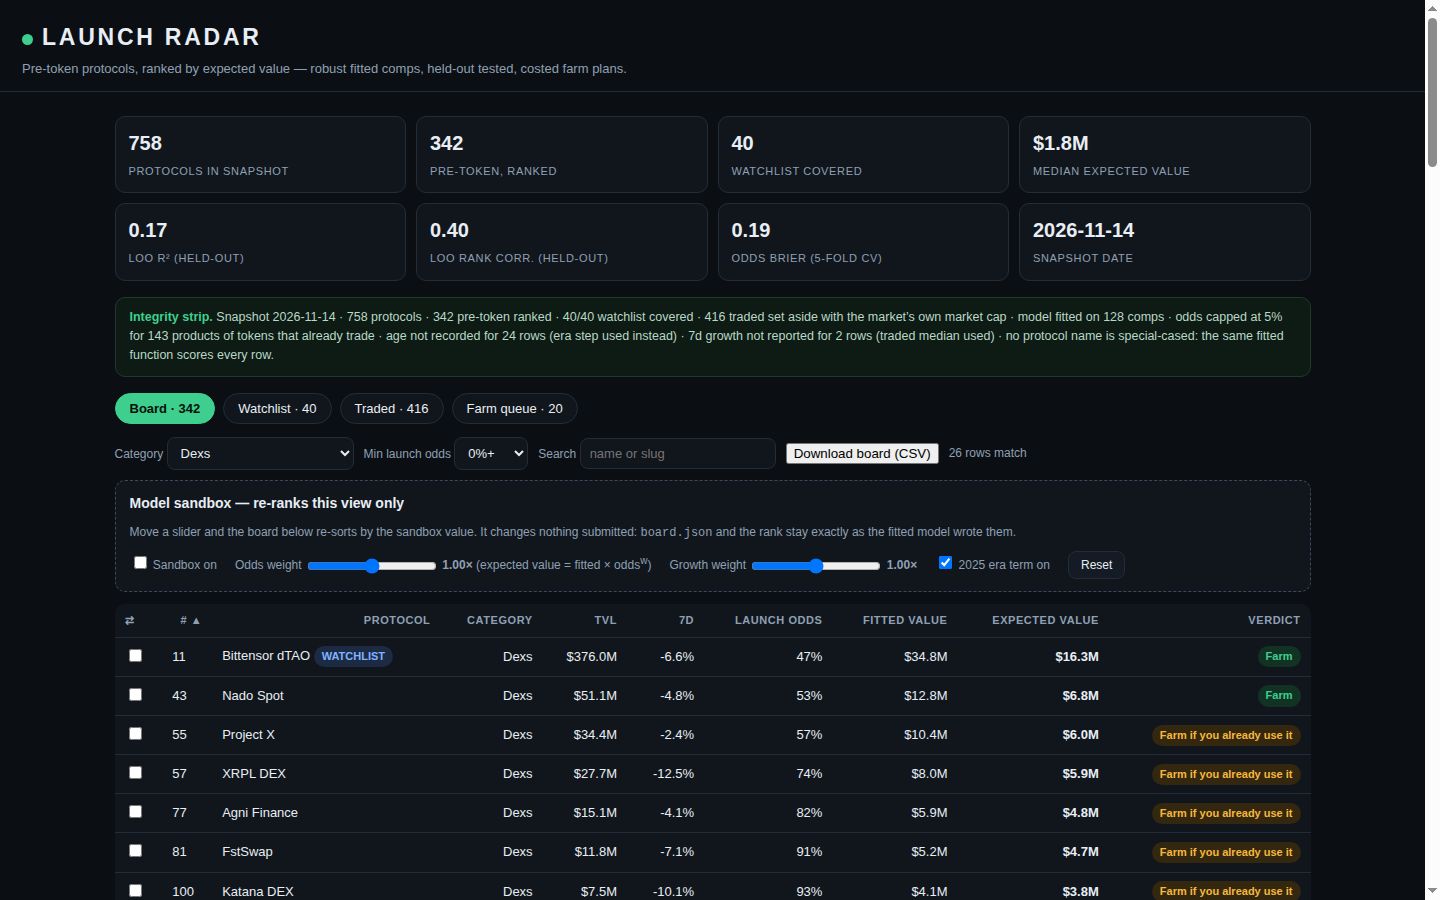 LAUNCH RADAR
Pre-token protocols, ranked by expected value — robust fitted comps, held-out tested, costed farm plans.
758
PROTOCOLS IN SNAPSHOT
342
PRE-TOKEN, RANKED
40
WATCHLIST COVERED
$1.8M
MEDIAN EXPECTED VALUE
0.17
LOO R² (HELD-OUT)
0.40
LOO RANK CORR. (HELD-OUT)
0.19
ODDS BRIER (5-FOLD CV)
2026-11-14
SNAPSHOT DATE
Integrity strip. Snapshot 2026-11-14 · 758 protocols · 342 pre-token ranked · 40/40 watchlist covered · 416 traded set aside with the market's own market cap · model fitted on 128 comps · odds capped at 5%
for 143 products of tokens that already trade · age not recorded for 24 rows (era step used instead) · 7d growth not reported for 2 rows (traded median used) · no protocol name is special-cased: the same fitted
function scores every row.
Board · 342 Watchlist · 40 Traded · 416 Farm queue · 20
Category Dexs Min launch odds 0%+ Search name or slug Download board (CSV) 26 rows match
Model sandbox — re-ranks this view only
Move a slider and the board below re-sorts by the sandbox value. It changes nothing submitted: board.json and the rank stay exactly as the fitted model wrote them.
Sandbox on Odds weight 1.00× (expected value = fitted × oddsʷ) Growth weight 1.00× 2025 era term on Reset
⇄ # ▲ PROTOCOL CATEGORY TVL 7D LAUNCH ODDS FITTED VALUE EXPECTED VALUE VERDICT
11 Bittensor dTAO WATCHLIST Dexs $376.0M -6.6% 47% $34.8M $16.3M Farm
43 Nado Spot Dexs $51.1M -4.8% 53% $12.8M $6.8M Farm
55 Project X Dexs $34.4M -2.4% 57% $10.4M $6.0M Farm if you already use it
57 XRPL DEX Dexs $27.7M -12.5% 74% $8.0M $5.9M Farm if you already use it
77 Agni Finance Dexs $15.1M -4.1% 82% $5.9M $4.8M Farm if you already use it
81 FstSwap Dexs $11.8M -7.1% 91% $5.2M $4.7M Farm if you already use it
100 Katana DEX Dexs $7.5M -10.1% 93% $4.1M $3.8M Farm if you already use it